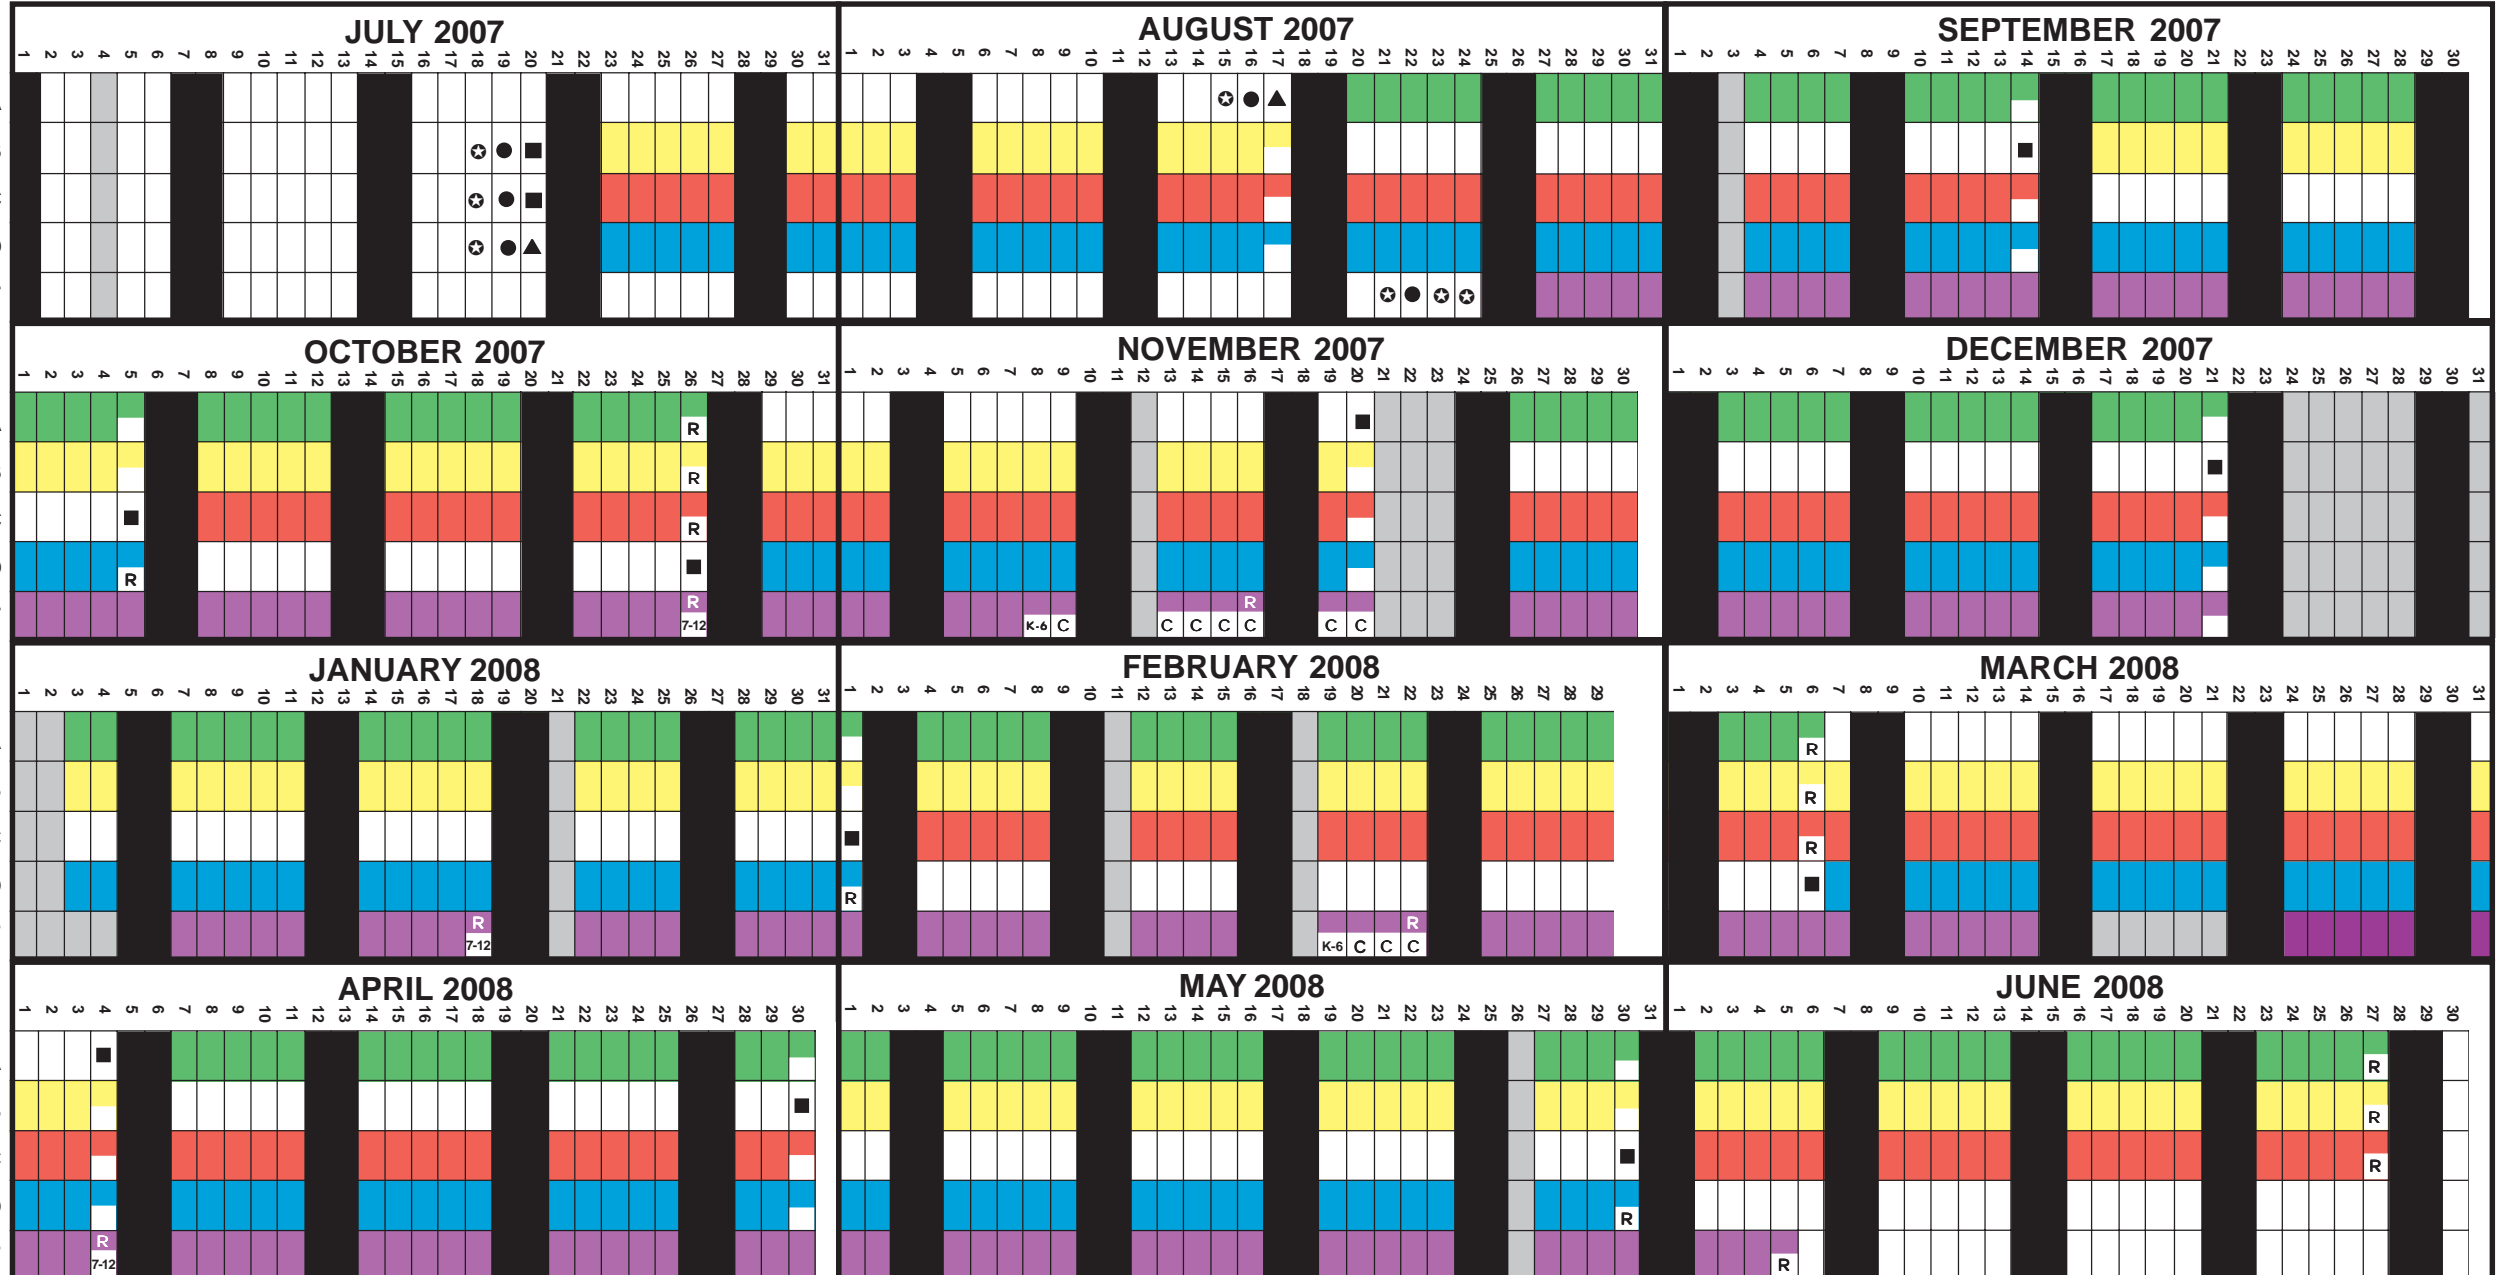 JULY 2007
1 2 3 4 5 6 7 8 9 10 11 12 13 14 15 16 17 18 19 20 21 22 23 24 25 26 27 28 29 30 31
AUGUST 2007
1 2 3 4 5 6 7 8 9 10 11 12 13 14 15 16 17 18 19 20 21 22 23 24 25 26 27 28 29 30 31
SEPTEMBER 2007
1 2 3 4 5 6 7 8 9 10 11 12 13 14 15 16 17 18 19 20 21 22 23 24 25 26 27 28 29 30
OCTOBER 2007
1 2 3 4 5 6 7 8 9 10 11 12 13 14 15 16 17 18 19 20 21 22 23 24 25 26 27 28 29 30 31
R
R
R
R
R
7-12
NOVEMBER 2007
1 2 3 4 5 6 7 8 9 10 11 12 13 14 15 16 17 18 19 20 21 22 23 24 25 26 27 28 29 30
R
K-6 C C C C C C C
DECEMBER 2007
1 2 3 4 5 6 7 8 9 10 11 12 13 14 15 16 17 18 19 20 21 22 23 24 25 26 27 28 29 30 31
JANUARY 2008
1 2 3 4 5 6 7 8 9 10 11 12 13 14 15 16 17 18 19 20 21 22 23 24 25 26 27 28 29 30 31
R
7-12
FEBRUARY 2008
1 2 3 4 5 6 7 8 9 10 11 12 13 14 15 16 17 18 19 20 21 22 23 24 25 26 27 28 29
R
R
K-6 C C C
MARCH 2008
1 2 3 4 5 6 7 8 9 10 11 12 13 14 15 16 17 18 19 20 21 22 23 24 25 26 27 28 29 30 31
R
R
R
APRIL 2008
1 2 3 4 5 6 7 8 9 10 11 12 13 14 15 16 17 18 19 20 21 22 23 24 25 26 27 28 29 30
R
7-12
MAY 2008
1 2 3 4 5 6 7 8 9 10 11 12 13 14 15 16 17 18 19 20 21 22 23 24 25 26 27 28 29 30 31
R
JUNE 2008
1 2 3 4 5 6 7 8 9 10 11 12 13 14 15 16 17 18 19 20 21 22 23 24 25 26 27 28 29 30
R
R
R
R